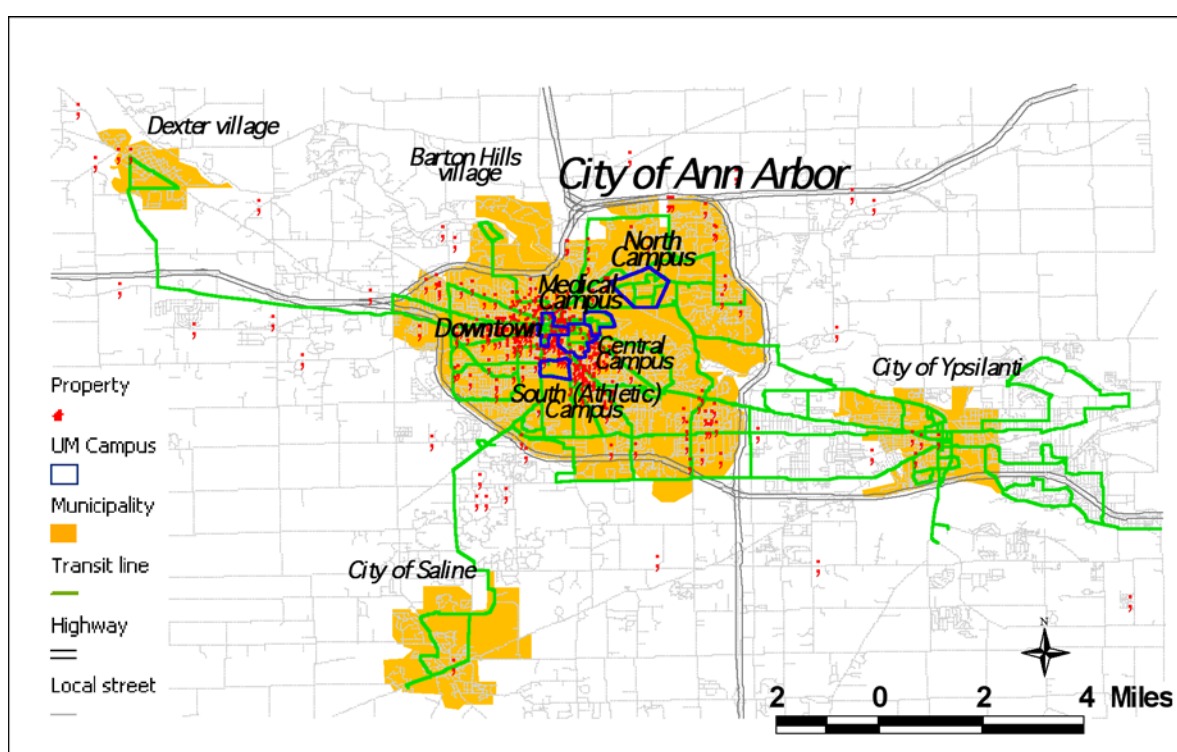 Dexter village
Barton Hills
village
City of Ann Arbor
North
Campus
Medical
Campus
Downtown
Central
Campus
City of Ypsilanti
South (Athletic)
Campus
City of Saline
Property
UM Campus
Municipality
Transit line
Highway
Local street
N
2 0 2 4 Miles